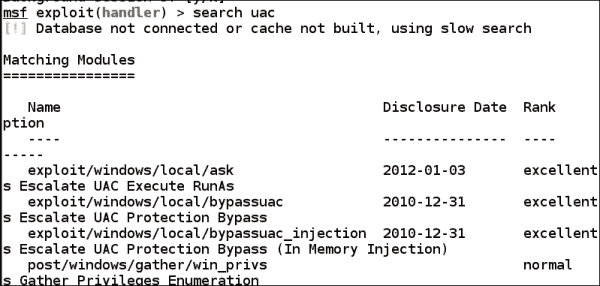 msf exploit(handler) > search uac
[!] Database not connected or cache not built, using slow search
Matching Modules
================
Name Disclosure Date Rank
ption
---- --------------- ----
-----
exploit/windows/local/ask 2012-01-03 excellent
s Escalate UAC Execute RunAs
exploit/windows/local/bypassuac 2010-12-31 excellent
s Escalate UAC Protection Bypass
exploit/windows/local/bypassuac_injection 2010-12-31 excellent
s Escalate UAC Protection Bypass (In Memory Injection)
post/windows/gather/win_privs normal
s Gather Privileges Enumeration